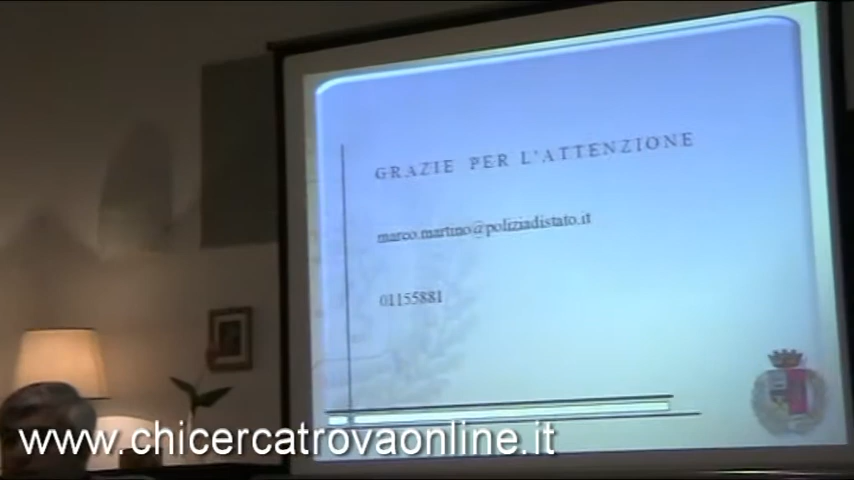 GRAZIE PER L'ATTENZIONE
marco.martino@poliziadistato.it
01155881
www.chicercatrovaonline.it